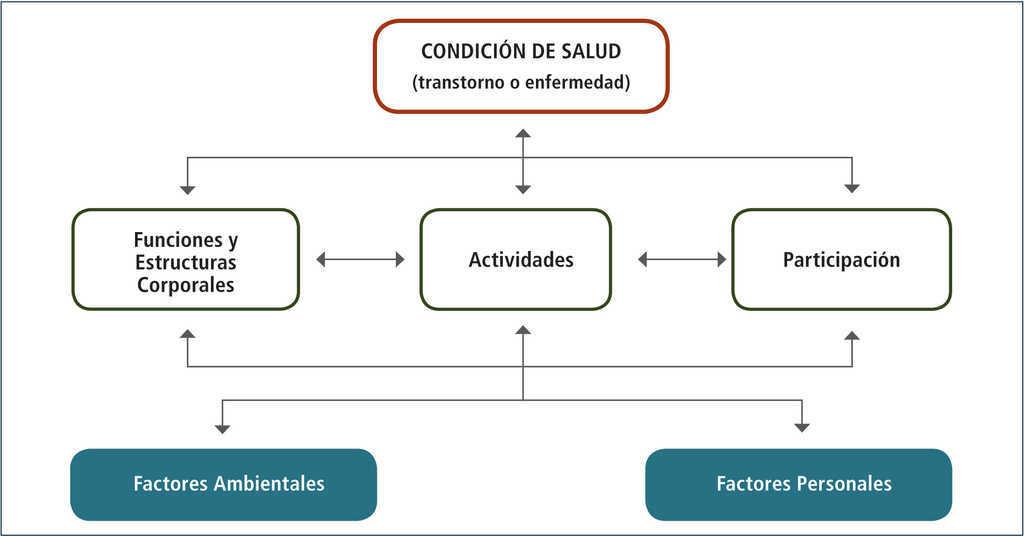 CONDICIÓN DE SALUD
(transtorno o enfermedad)
Funciones y
Estructuras
Corporales
Actividades
Participación
Factores Ambientales
Factores Personales